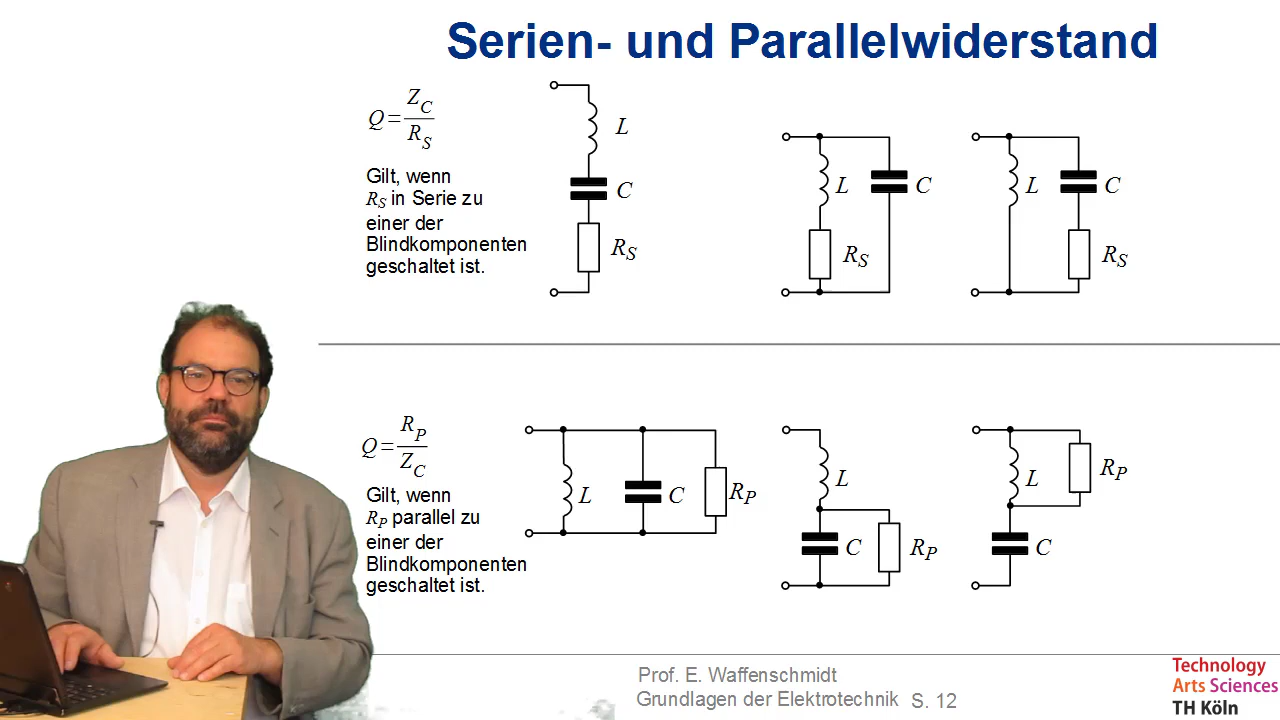 Serien- und Parallelwiderstand
Q = Z_C / R_S
Gilt, wenn
R_S in Serie zu
einer der
Blindkomponenten
geschaltet ist.
L
C
R_S
L
C
R_S
L
C
R_S
Q = R_P / Z_C
Gilt, wenn
R_P parallel zu
einer der
Blindkomponenten
geschaltet ist.
L
C
R_P
L
C
R_P
L
R_P
C
Prof. E. Waffenschmidt
Grundlagen der Elektrotechnik S. 12
Technology
Arts Sciences
TH Köln